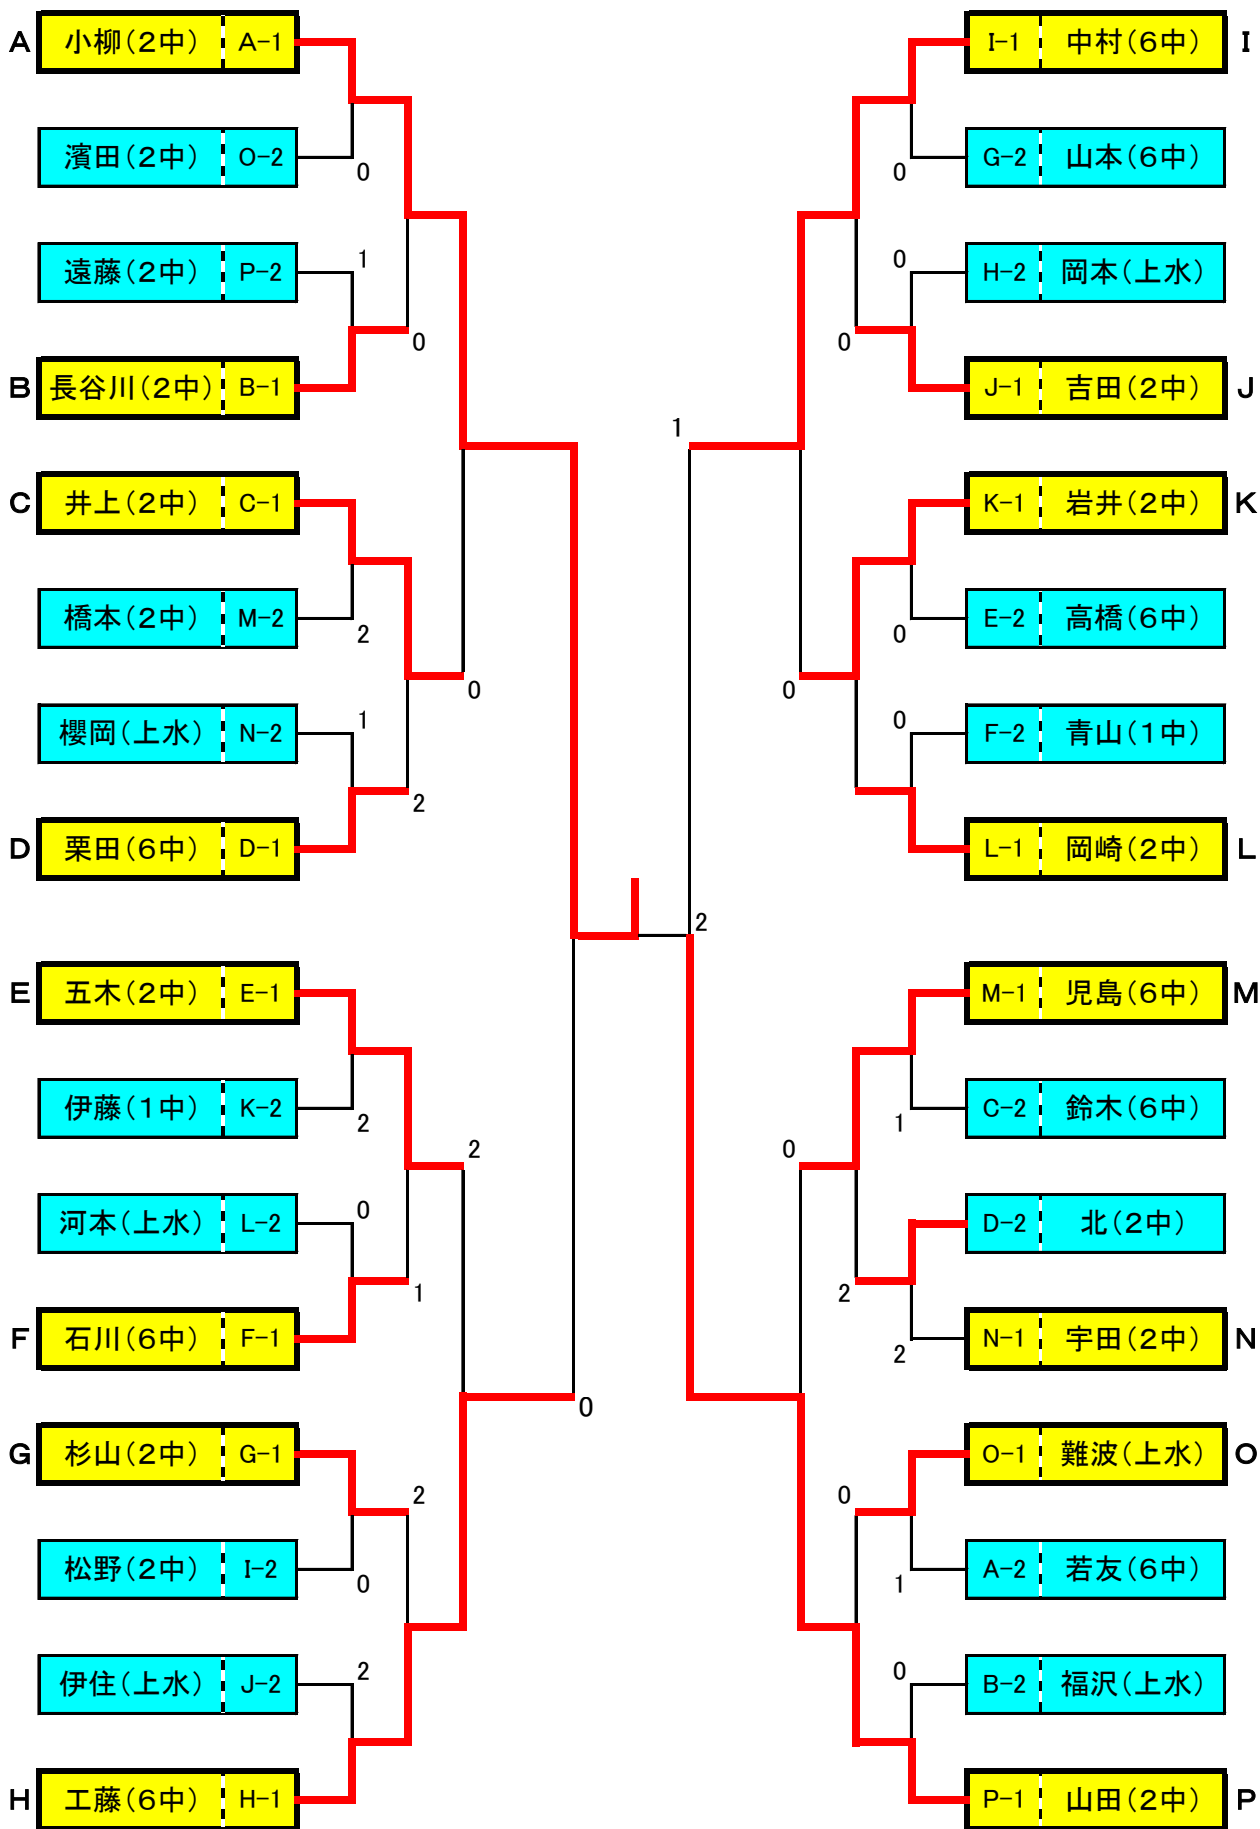 A 小柳(2中) A-1
濱田(2中) O-2
0
遠藤(2中) P-2
1
0
B 長谷川(2中) B-1
C 井上(2中) C-1
橋本(2中) M-2
2
0
櫻岡(上水) N-2
1
2
D 栗田(6中) D-1
E 五木(2中) E-1
伊藤(1中) K-2
2
2
河本(上水) L-2
0
1
F 石川(6中) F-1
0
G 杉山(2中) G-1
2
松野(2中) I-2
0
伊住(上水) J-2
2
H 工藤(6中) H-1
I-1 中村(6中) I
G-2 山本(6中)
0
0
H-2 岡本(上水)
0
J-1 吉田(2中) J
1
K-1 岩井(2中) K
E-2 高橋(6中)
0
0
0
F-2 青山(1中)
L-1 岡崎(2中) L
2
M-1 児島(6中) M
C-2 鈴木(6中)
1
0
D-2 北(2中)
2
N-1 宇田(2中) N
2
O-1 難波(上水) O
0
A-2 若友(6中)
1
0
B-2 福沢(上水)
P-1 山田(2中) P